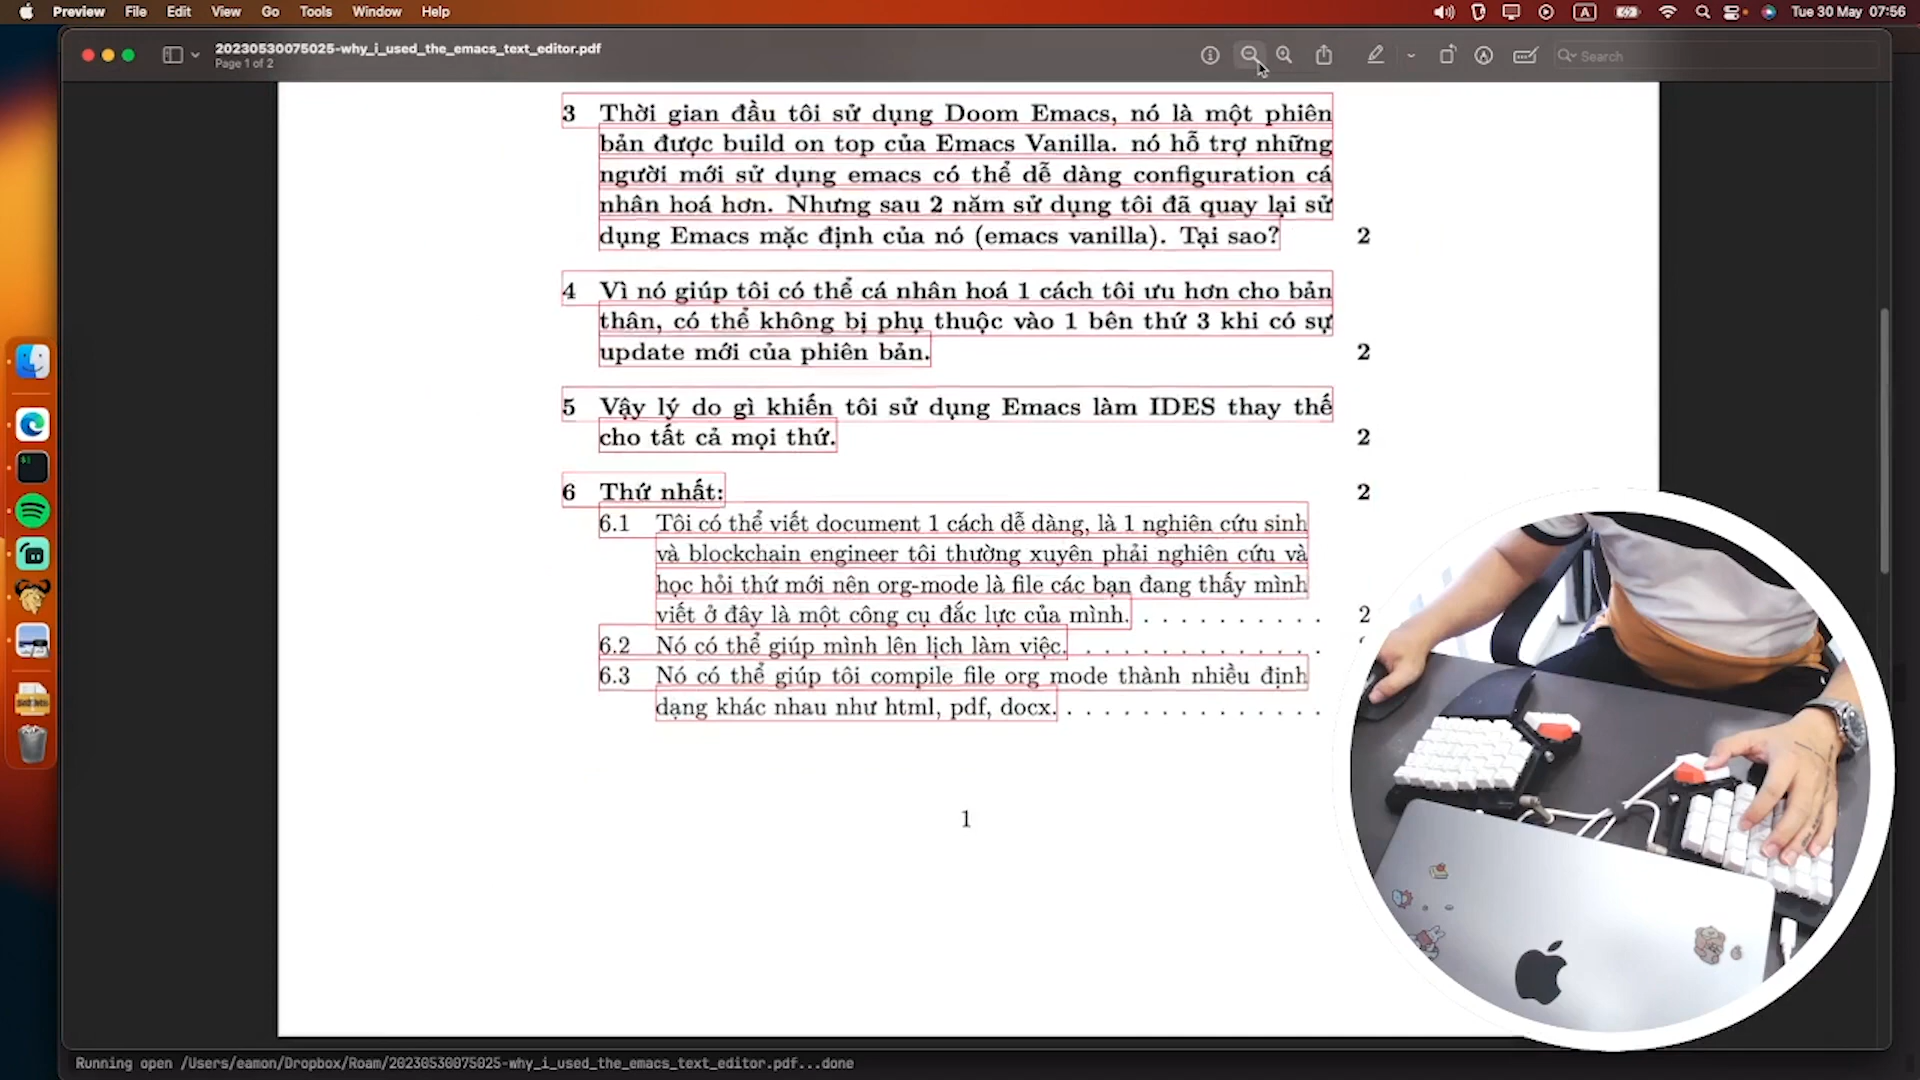 Preview File Edit View Go Tools Window Help
A
Tue 30 May 07:56
20230530075025-why_i_used_the_emacs_text_editor.pdf
Page 1 of 2
Search
3 Thời gian đầu tôi sử dụng Doom Emacs, nó là một phiên
bản được build on top của Emacs Vanilla. nó hỗ trợ những
người mới sử dụng emacs có thể dễ dàng configuration cá
nhân hoá hơn. Nhưng sau 2 năm sử dụng tôi đã quay lại sử
dụng Emacs mặc định của nó (emacs vanilla). Tại sao? 2
4 Vì nó giúp tôi có thể cá nhân hoá 1 cách tôi ưu hơn cho bản
thân, có thể không bị phụ thuộc vào 1 bên thứ 3 khi có sự
update mới của phiên bản. 2
5 Vậy lý do gì khiến tôi sử dụng Emacs làm IDES thay thế
cho tất cả mọi thứ. 2
6 Thứ nhất: 2
6.1 Tôi có thể viết document 1 cách dễ dàng, là 1 nghiên cứu sinh
và blockchain engineer tôi thường xuyên phải nghiên cứu và
học hỏi thứ mới nên org-mode là file các bạn đang thấy mình
viết ở đây là một công cụ đắc lực của mình. . . . . . . . . . . 2
6.2 Nó có thể giúp mình lên lịch làm việc. . . . . . . . . . . . . .
6.3 Nó có thể giúp tôi compile file org mode thành nhiều định
dạng khác nhau như html, pdf, docx. . . . . . . . . . . . . . .
1
Running open /Users/eamon/Dropbox/Roam/20230530075025-why_i_used_the_emacs_text_editor.pdf...done